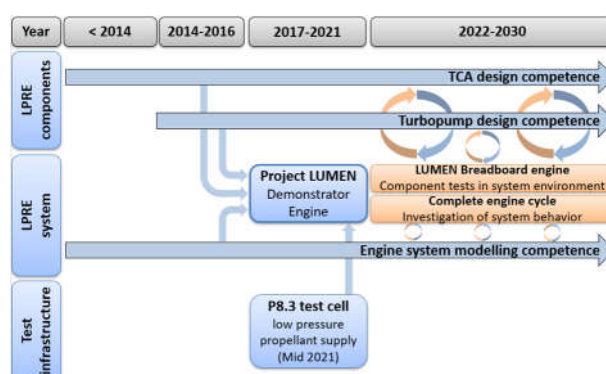 Year
< 2014
2014-2016
2017-2021
2022-2030
LPRE
components
TCA design competence
Turbopump design competence
LPRE
system
Project LUMEN
Demonstrator
Engine
LUMEN Breadboard engine
Component tests in system environment
Complete engine cycle
Investigation of system behavior
Engine system modelling competence
Test
infrastructure
P8.3 test cell
low pressure
propellant supply
(Mid 2021)